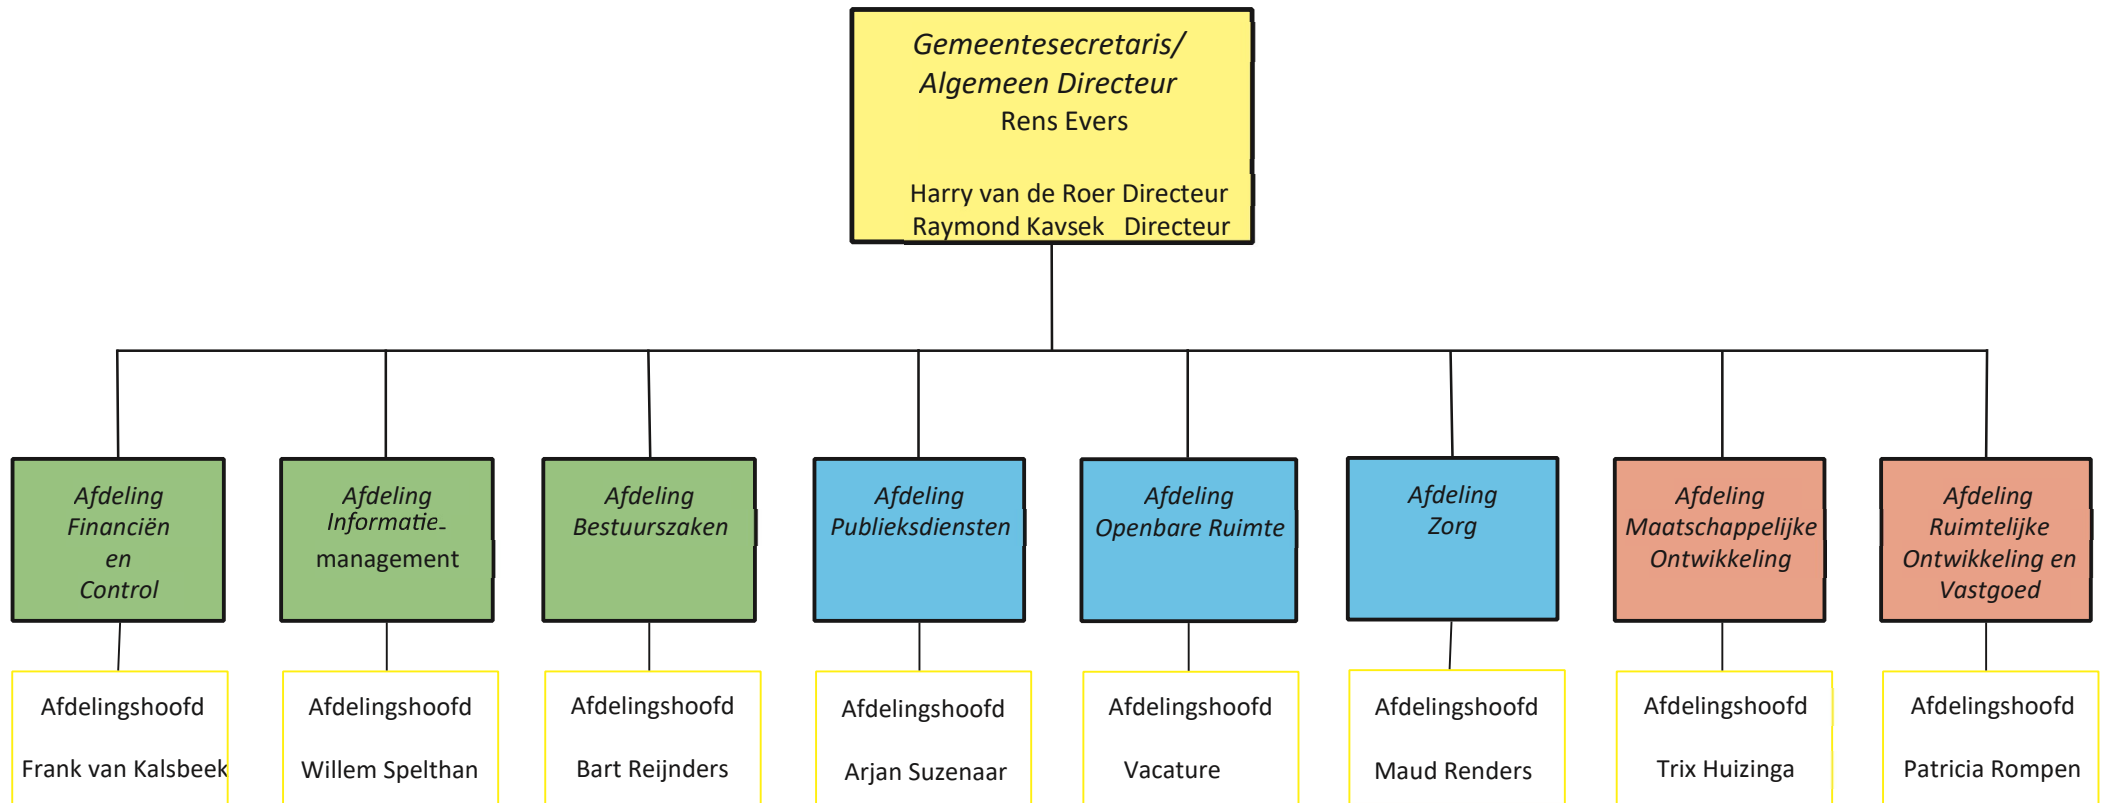 Gemeentesecretaris/
Algemeen Directeur
Rens Evers
Harry van de Roer Directeur
Raymond Kavsek Directeur
Afdeling
Financiën
en
Control
Afdeling
Informatie-
management
Afdeling
Bestuurszaken
Afdeling
Publieksdiensten
Afdeling
Openbare Ruimte
Afdeling
Zorg
Afdeling
Maatschappelijke
Ontwikkeling
Afdeling
Ruimtelijke
Ontwikkeling en
Vastgoed
Afdelingshoofd
Frank van Kalsbeek
Afdelingshoofd
Willem Spelthan
Afdelingshoofd
Bart Reijnders
Afdelingshoofd
Arjan Suzenaar
Afdelingshoofd
Vacature
Afdelingshoofd
Maud Renders
Afdelingshoofd
Trix Huizinga
Afdelingshoofd
Patricia Rompen